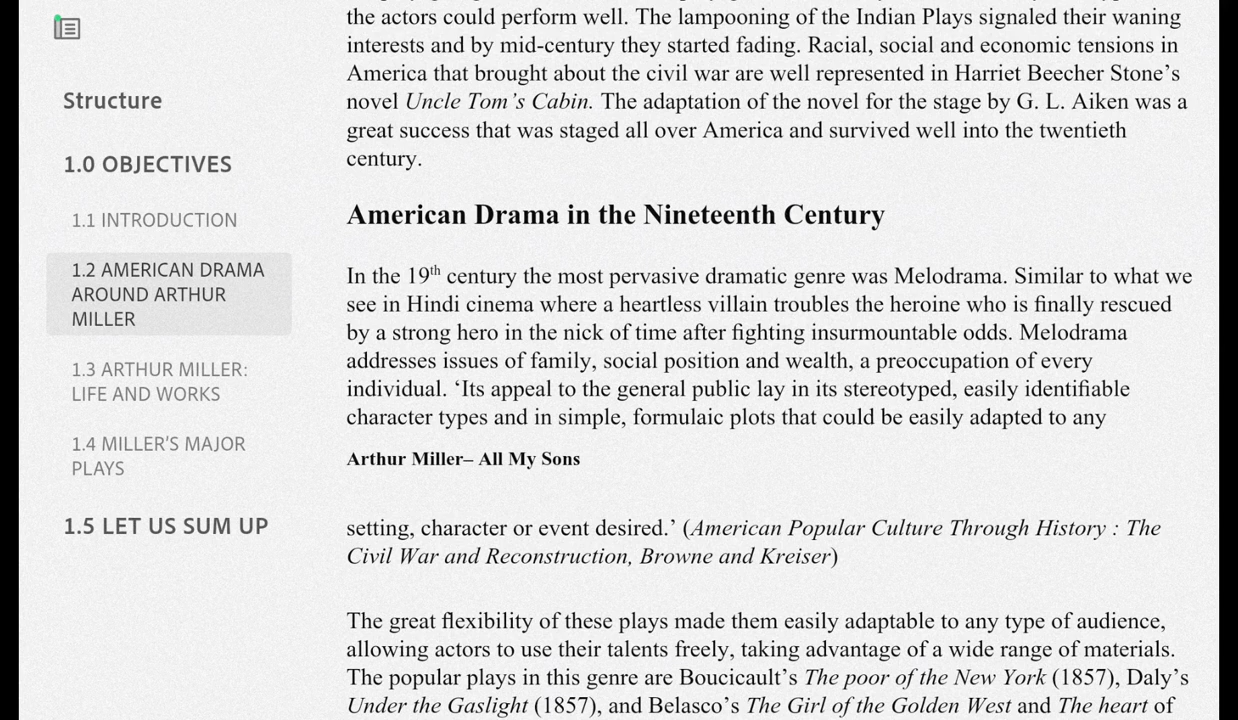 Structure
1.0 OBJECTIVES
1.1 INTRODUCTION
1.2 AMERICAN DRAMA
AROUND ARTHUR
MILLER
1.3 ARTHUR MILLER:
LIFE AND WORKS
1.4 MILLER'S MAJOR
PLAYS
1.5 LET US SUM UP
the actors could perform well. The lampooning of the Indian Plays signaled their waning
interests and by mid-century they started fading. Racial, social and economic tensions in
America that brought about the civil war are well represented in Harriet Beecher Stone's
novel Uncle Tom's Cabin. The adaptation of the novel for the stage by G. L. Aiken was a
great success that was staged all over America and survived well into the twentieth
century.
American Drama in the Nineteenth Century
In the 19th century the most pervasive dramatic genre was Melodrama. Similar to what we
see in Hindi cinema where a heartless villain troubles the heroine who is finally rescued
by a strong hero in the nick of time after fighting insurmountable odds. Melodrama
addresses issues of family, social position and wealth, a preoccupation of every
individual. ‘Its appeal to the general public lay in its stereotyped, easily identifiable
character types and in simple, formulaic plots that could be easily adapted to any
Arthur Miller– All My Sons
setting, character or event desired.’ (American Popular Culture Through History : The
Civil War and Reconstruction, Browne and Kreiser)
The great flexibility of these plays made them easily adaptable to any type of audience,
allowing actors to use their talents freely, taking advantage of a wide range of materials.
The popular plays in this genre are Boucicault’s The poor of the New York (1857), Daly’s
Under the Gaslight (1857), and Belasco’s The Girl of the Golden West and The heart of